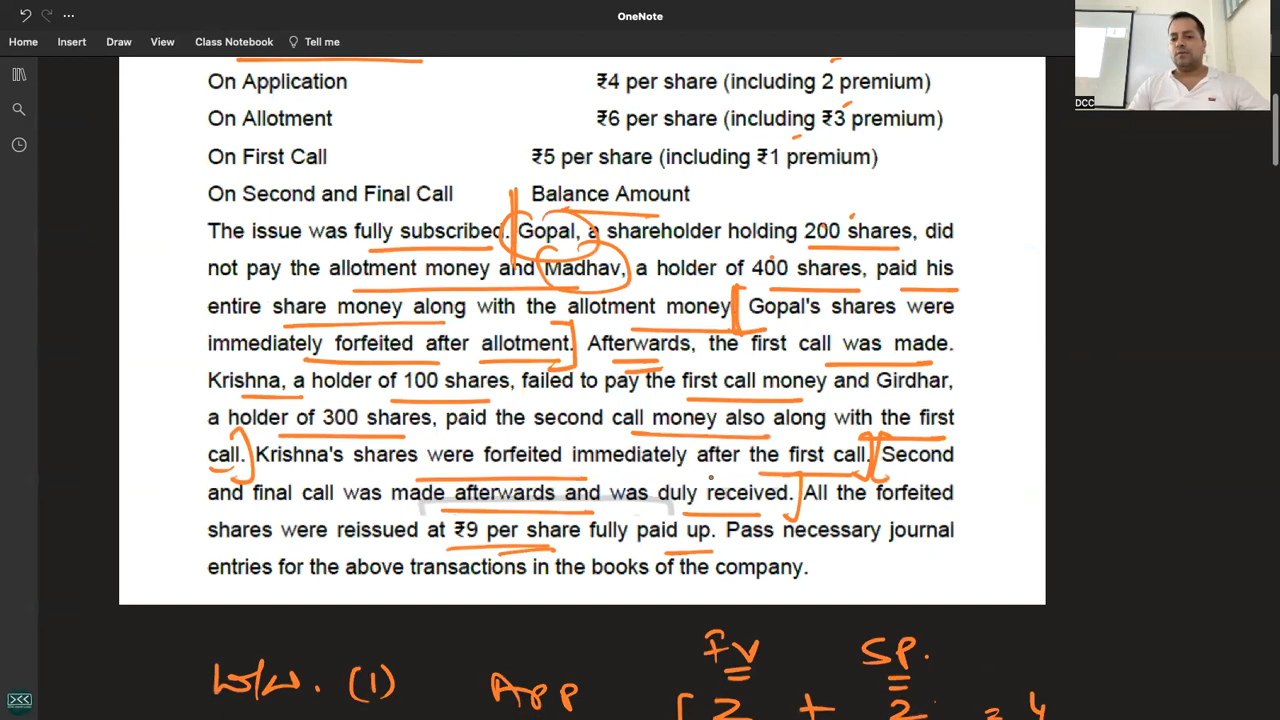 OneNote
Home Insert Draw View Class Notebook Tell me
DCC
On Application ₹4 per share (including 2 premium)
On Allotment ₹6 per share (including ₹3 premium)
On First Call ₹5 per share (including ₹1 premium)
On Second and Final Call Balance Amount
The issue was fully subscribed. Gopal, a shareholder holding 200 shares, did
not pay the allotment money and Madhav, a holder of 400 shares, paid his
entire share money along with the allotment money. Gopal's shares were
immediately forfeited after allotment. Afterwards, the first call was made.
Krishna, a holder of 100 shares, failed to pay the first call money and Girdhar,
a holder of 300 shares, paid the second call money also along with the first
call. Krishna's shares were forfeited immediately after the first call. Second
and final call was made afterwards and was duly received. All the forfeited
shares were reissued at ₹9 per share fully paid up. Pass necessary journal
entries for the above transactions in the books of the company.
FV SP.
W/W. (1) APP [2 + 2 = 4